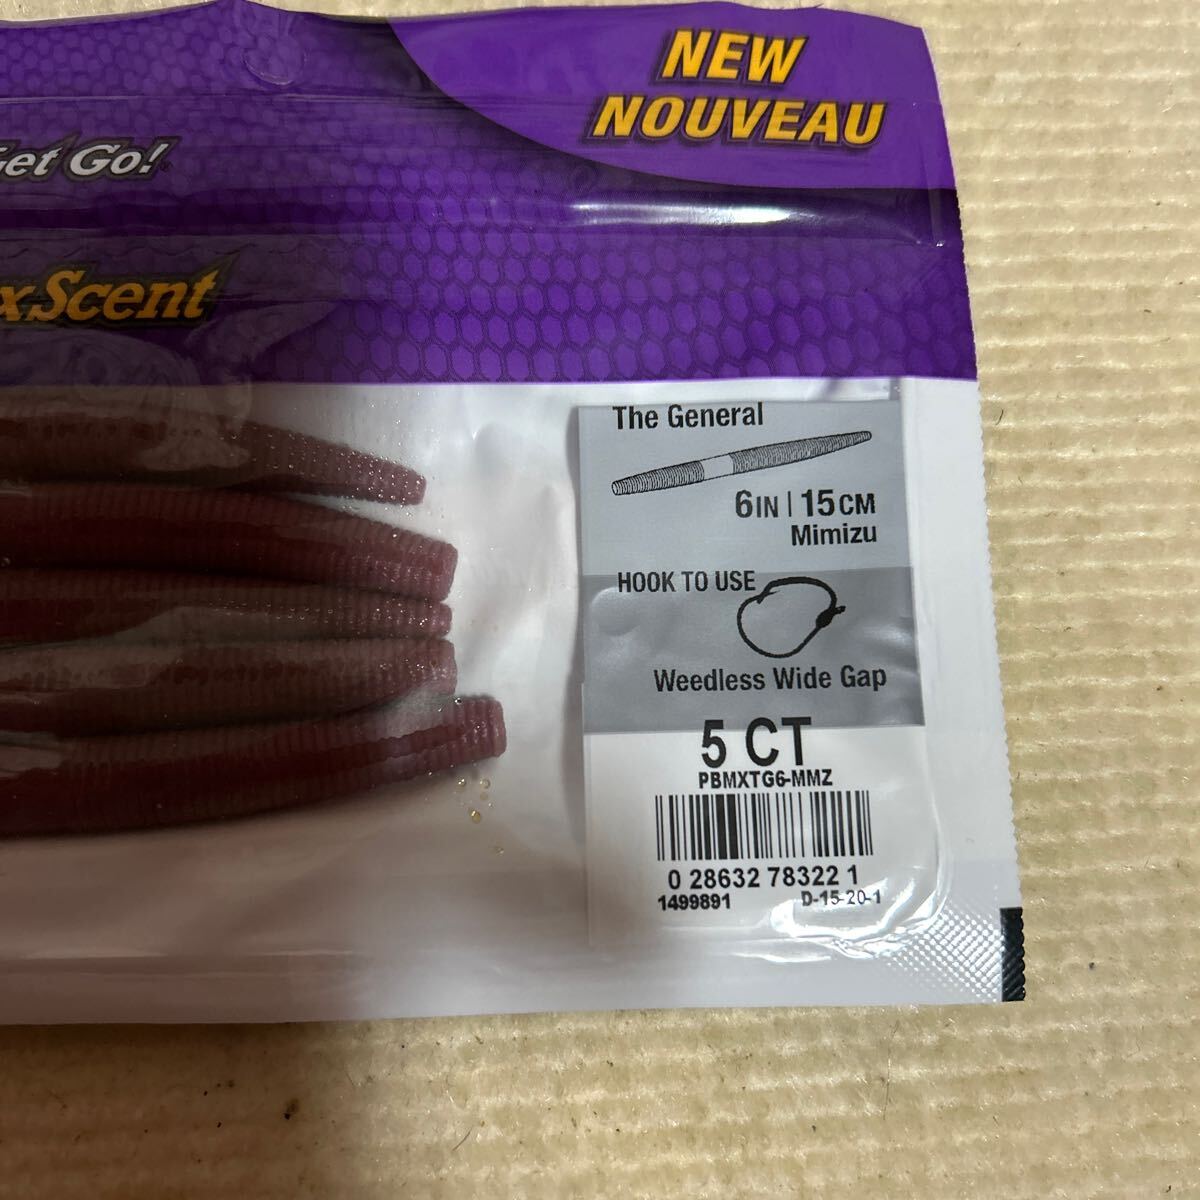 NEW
NOUVEAU
Get Go!
xScent
The General
6IN | 15CM
Mimizu
HOOK TO USE
Weedless Wide Gap
5 CT
PBMXTG6-MMZ
0 28632 78322 1
1499891 D-15-20-1